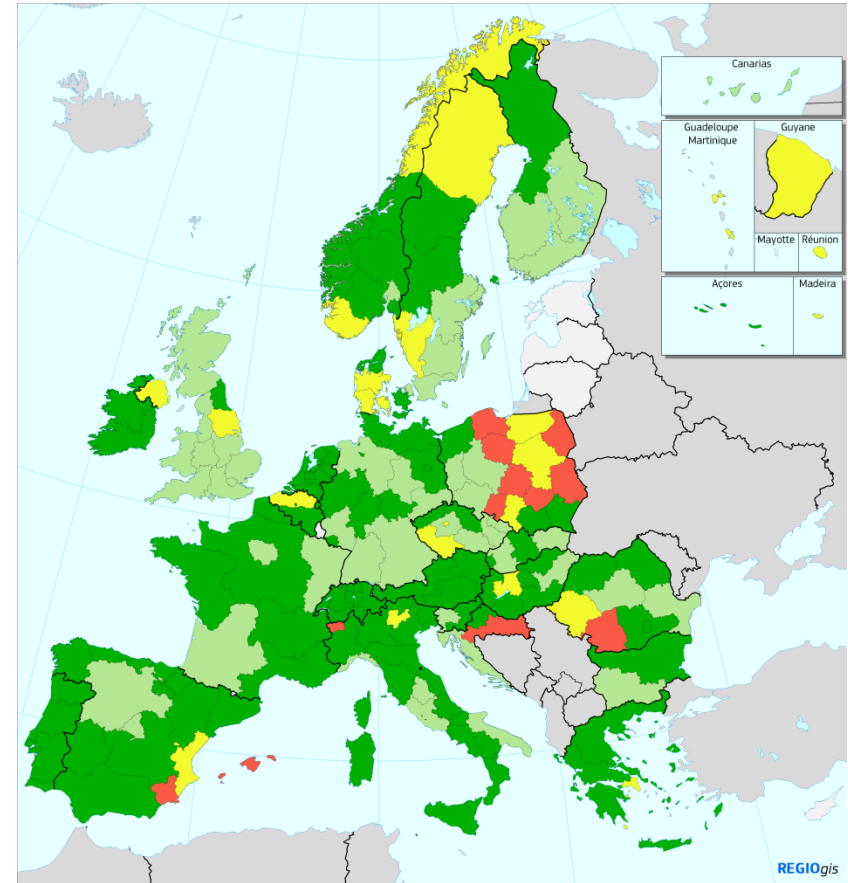 Canarias
Guadeloupe
Martinique
Guyane
Mayotte
Réunion
Açores
Madeira
REGIOgis